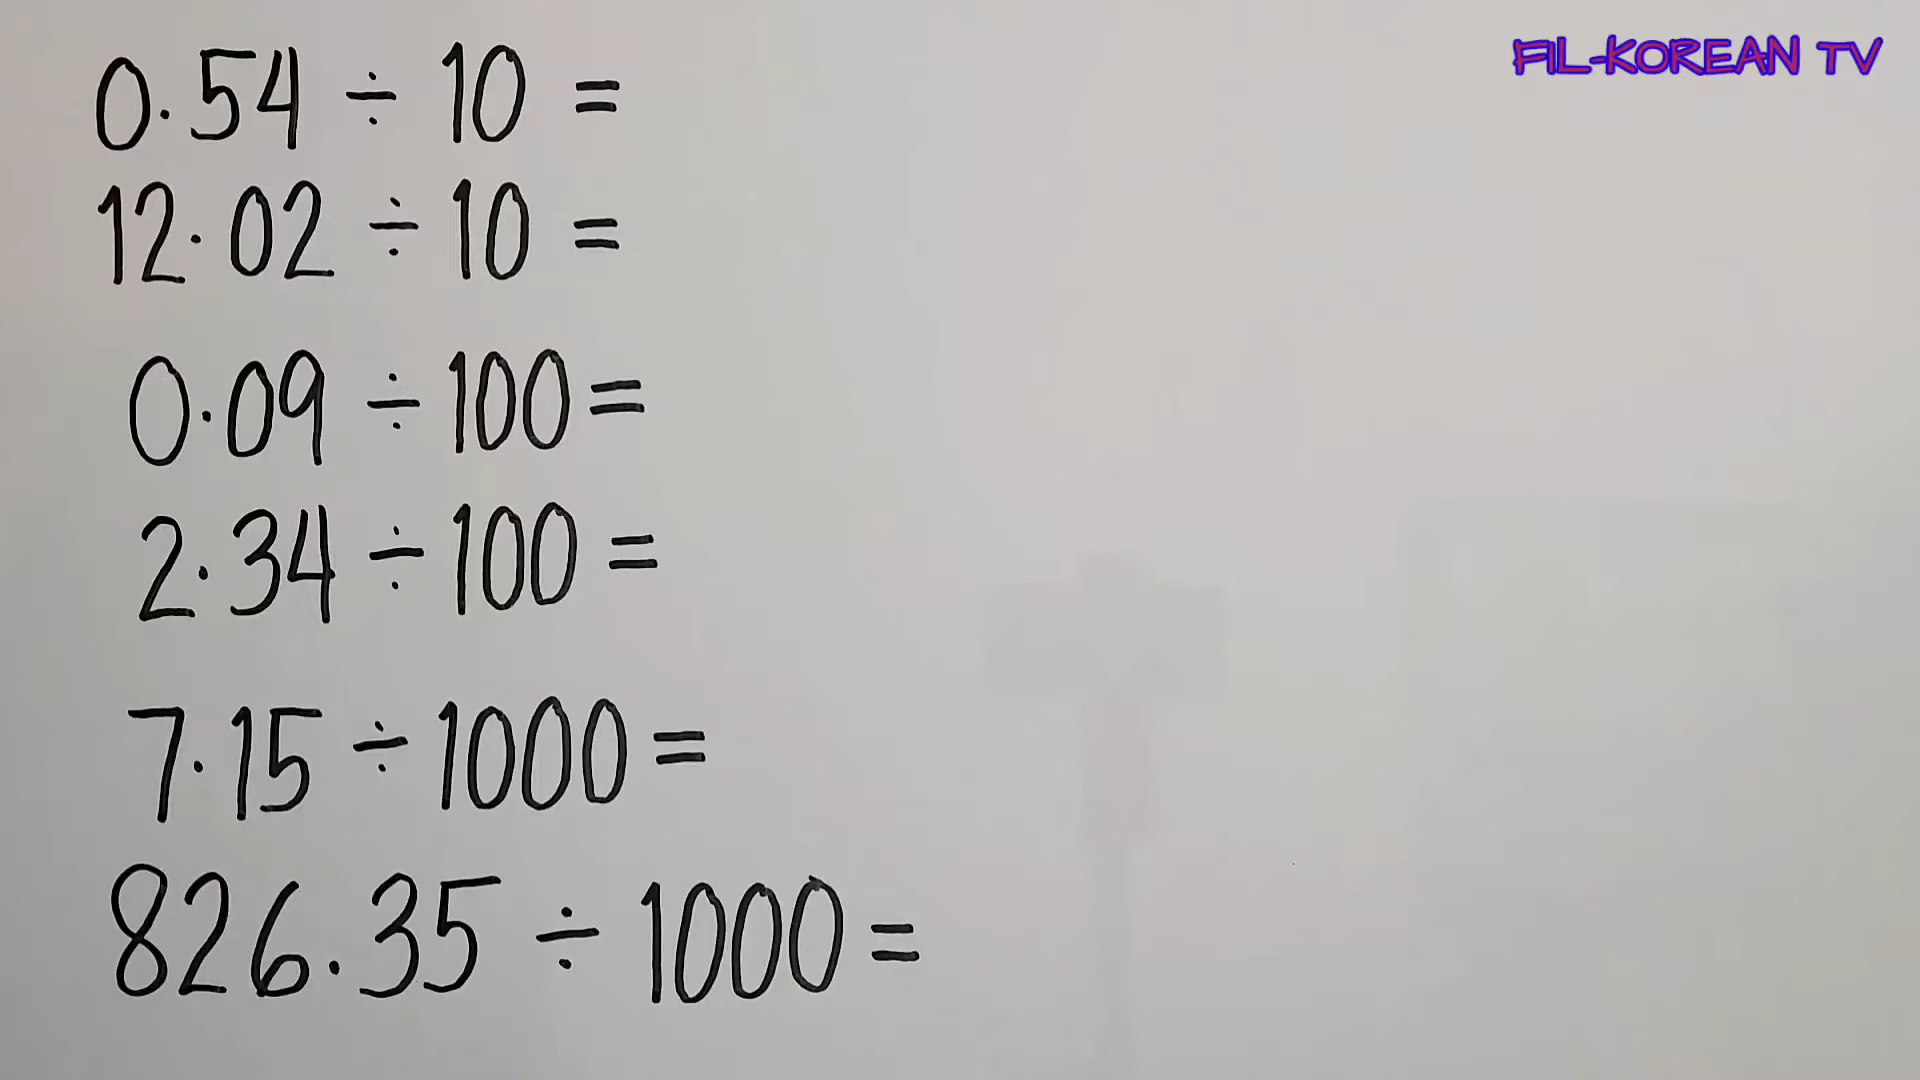 FIL-KOREAN TV
0.54 ÷ 10 =
12.02 ÷ 10 =
0.09 ÷ 100 =
2.34 ÷ 100 =
7.15 ÷ 1000 =
826.35 ÷ 1000 =